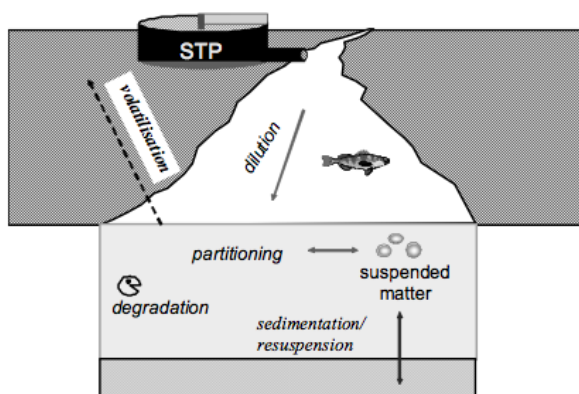 STP
volatilisation
dilution
partitioning
suspended
matter
degradation
sedimentation/
resuspension